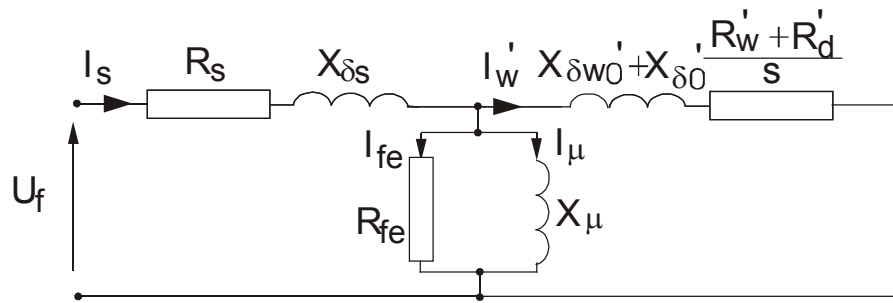 I_s
R_s
X_δs
I_w'
X_δw0' + X_δ0'
R_w' + R_d'
s
U_f
I_fe
I_μ
R_fe
X_μ